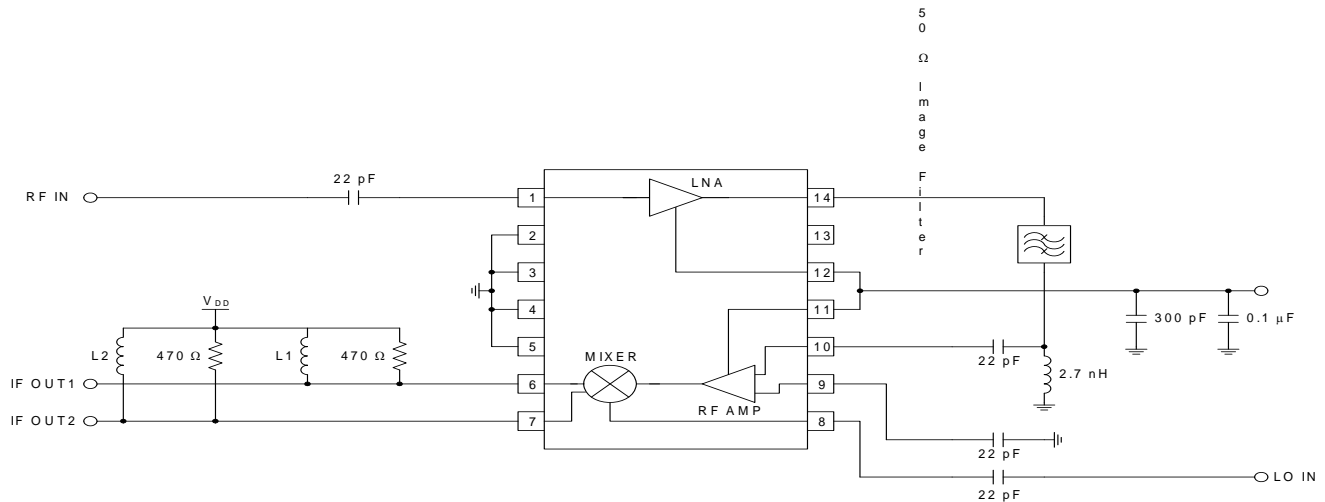 50 Ω Image Filter
22 pF
LNA
RF IN
1
14
2
13
3
12
4
11
300 pF
0.1 μF
VDD
5
10
L2
470 Ω
L1
470 Ω
MIXER
22 pF
2.7 nH
IF OUT1
6
9
RF AMP
IF OUT2
7
8
22 pF
LO IN
22 pF